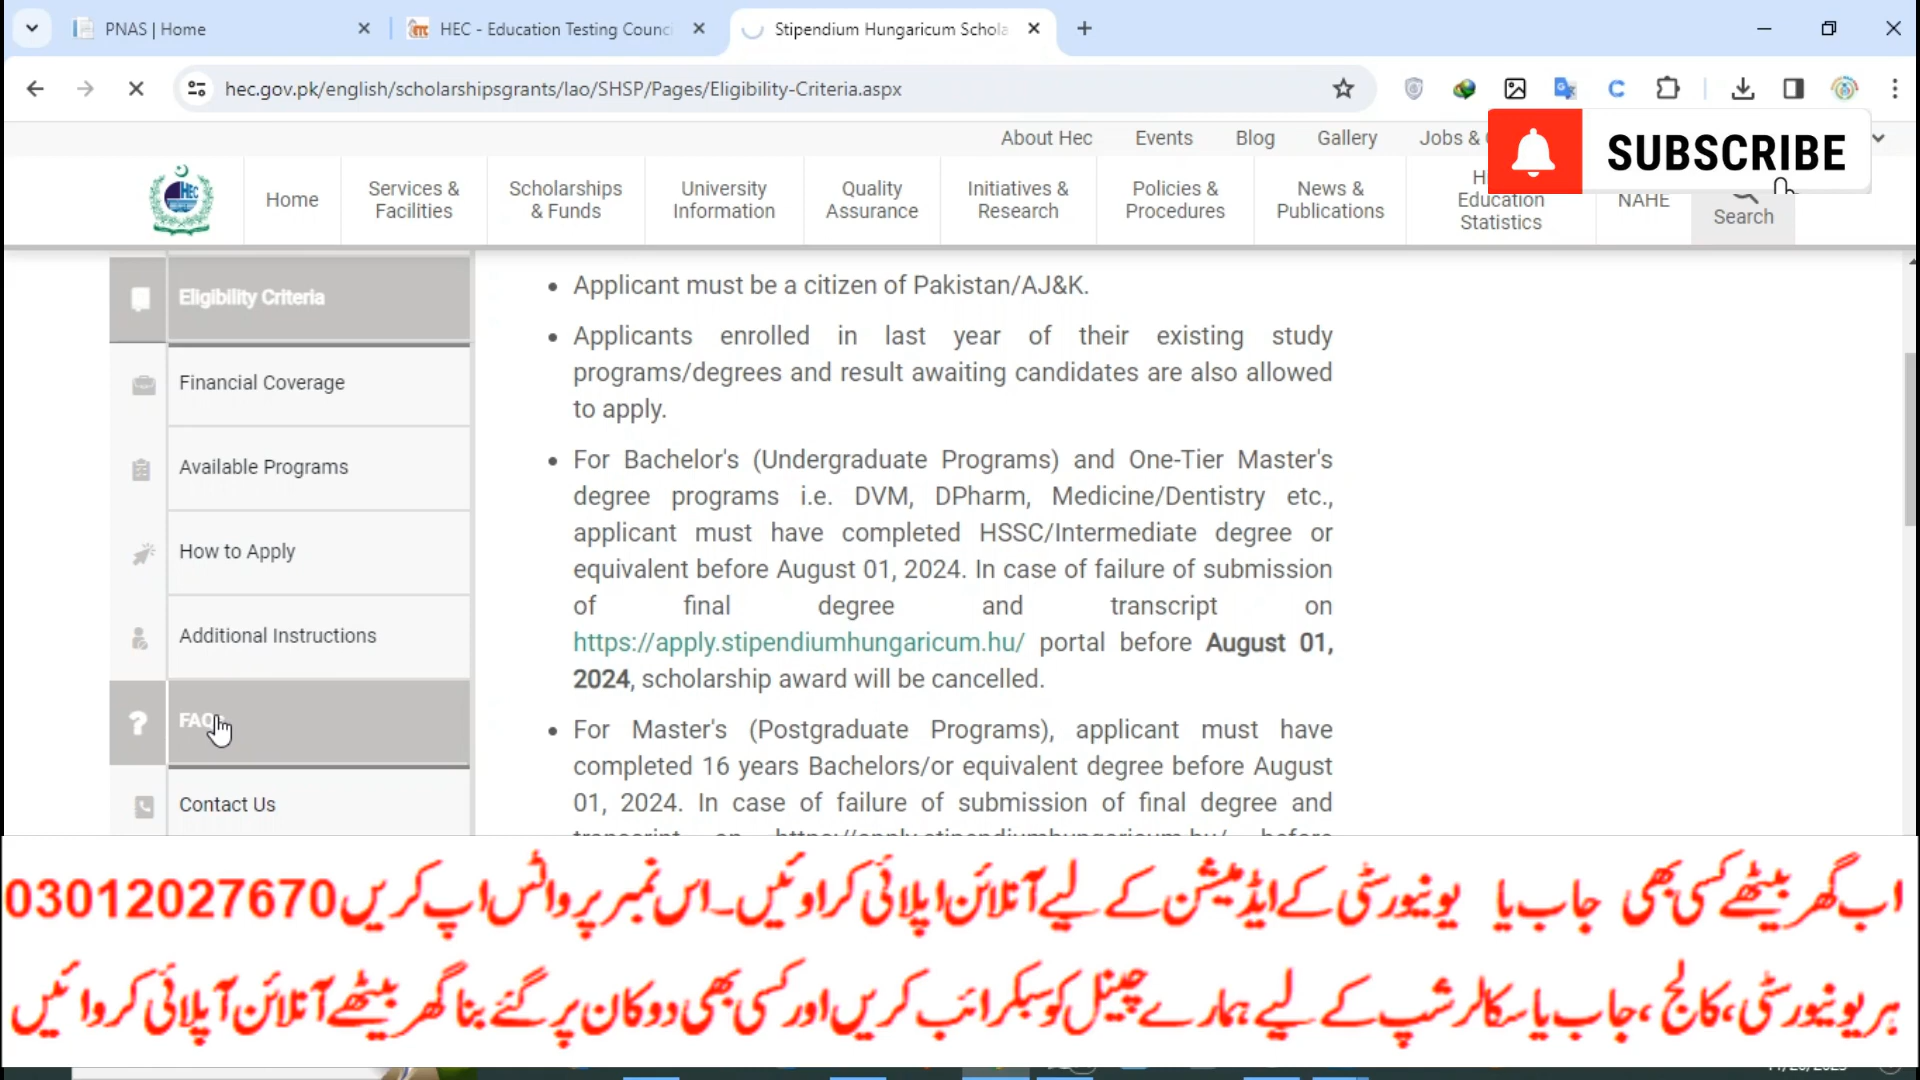 PNAS | Home
HEC - Education Testing Counc
Stipendium Hungaricum Schola
hec.gov.pk/english/scholarshipsgrants/lao/SHSP/Pages/Eligibility-Criteria.aspx
About Hec Events Blog Gallery Jobs &
SUBSCRIBE
HEC
Home
Services & Facilities
Scholarships & Funds
University Information
Quality Assurance
Initiatives & Research
Policies & Procedures
News & Publications
Education Statistics
NAHE
Search
Eligibility Criteria
Financial Coverage
Available Programs
How to Apply
Additional Instructions
Contact Us
• Applicant must be a citizen of Pakistan/AJ&K.
• Applicants enrolled in last year of their existing study
programs/degrees and result awaiting candidates are also allowed
to apply.
• For Bachelor's (Undergraduate Programs) and One-Tier Master's
degree programs i.e. DVM, DPharm, Medicine/Dentistry etc.,
applicant must have completed HSSC/Intermediate degree or
equivalent before August 01, 2024. In case of failure of submission
of final degree and transcript on
https://apply.stipendiumhungaricum.hu/ portal before August 01,
2024, scholarship award will be cancelled.
• For Master's (Postgraduate Programs), applicant must have
completed 16 years Bachelors/or equivalent degree before August
01, 2024. In case of failure of submission of final degree and
transcript on https://apply.stipendiumhungaricum.hu/ before
اب گھر بیٹھے کسی بھی جاب یا یونیورسٹی کے ایڈمیشن کے لیے آنلائن اپلائی کراوئیں۔اس نمبر پر واٹس اپ کریں 03012027670
ہر یونیورسٹی، کالج ،جاب یا سکالرشپ کے لیے ہمارے چینل کو سبکرائب کریں اور کسی بھی دوکان پر گئے بنا گھر بیٹھے آنلائن آپلائی کروائیں